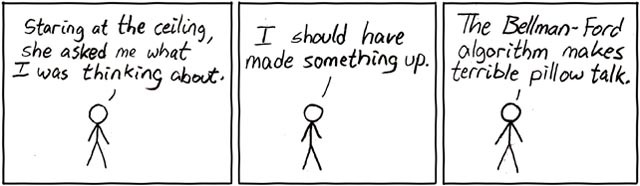 Staring at the ceiling,
she asked me what
I was thinking about.
I should have
made something up.
The Bellman-Ford
algorithm makes
terrible pillow talk.